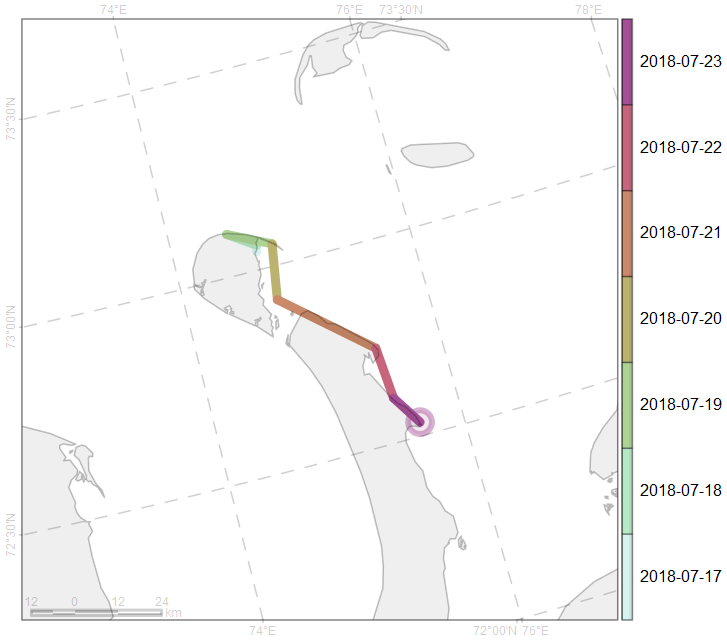 74°E 76°E 73°30'N 78°E
2018-07-23
73°30'N
2018-07-22
2018-07-21
73°00'N
2018-07-20
2018-07-19
2018-07-18
72°30'N
2018-07-17
12 0 12 24
km
74°E 72°00'N 76°E